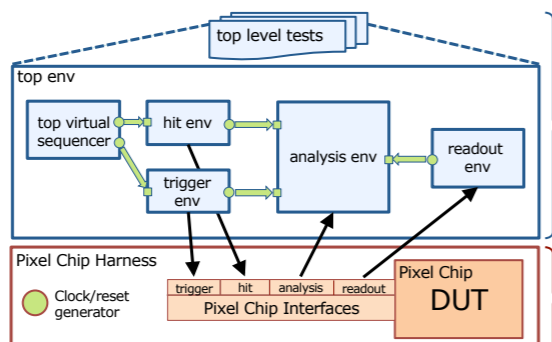 top level tests
top env
top virtual
sequencer
hit env
trigger
env
analysis env
readout
env
Pixel Chip Harness
Clock/reset
generator
trigger hit analysis readout
Pixel Chip Interfaces
Pixel Chip
DUT